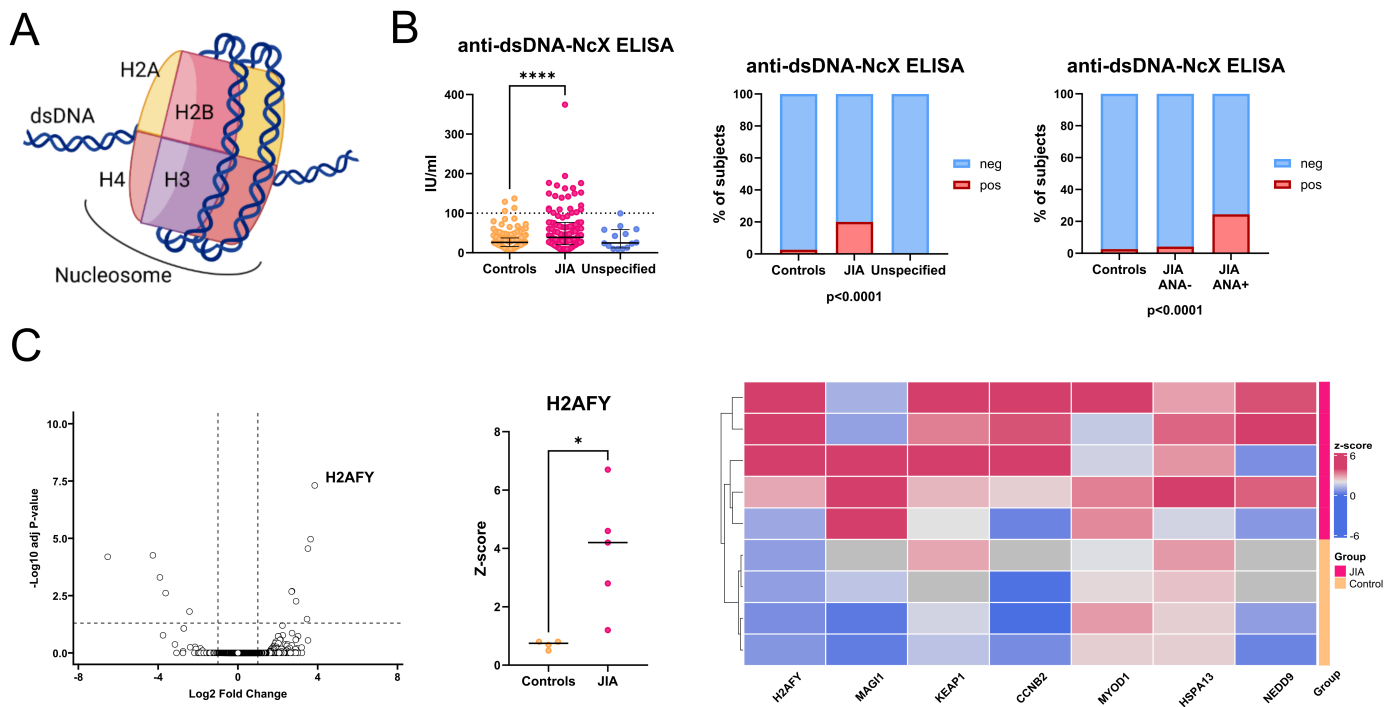 A
H2A
H2B
dsDNA
H4
H3
Nucleosome
B
anti-dsDNA-NcX ELISA
****
400
300
200
100
0
IU/ml
Controls
JIA
Unspecified
anti-dsDNA-NcX ELISA
100
80
60
40
20
0
% of subjects
neg
pos
Controls
JIA
Unspecified
p<0.0001
anti-dsDNA-NcX ELISA
100
80
60
40
20
0
% of subjects
neg
pos
Controls
JIA
ANA-
JIA
ANA+
p<0.0001
C
10.0
7.5
5.0
2.5
0.0
-Log10 adj P-value
H2AFY
-8
-4
0
4
8
Log2 Fold Change
H2AFY
*
8
6
4
2
0
Z-score
Controls
JIA
z-score
6
0
-6
Group
JIA
Control
H2AFY
MAGI1
KEAP1
CCNB2
MYOD1
HSPA13
NEDD9
Group